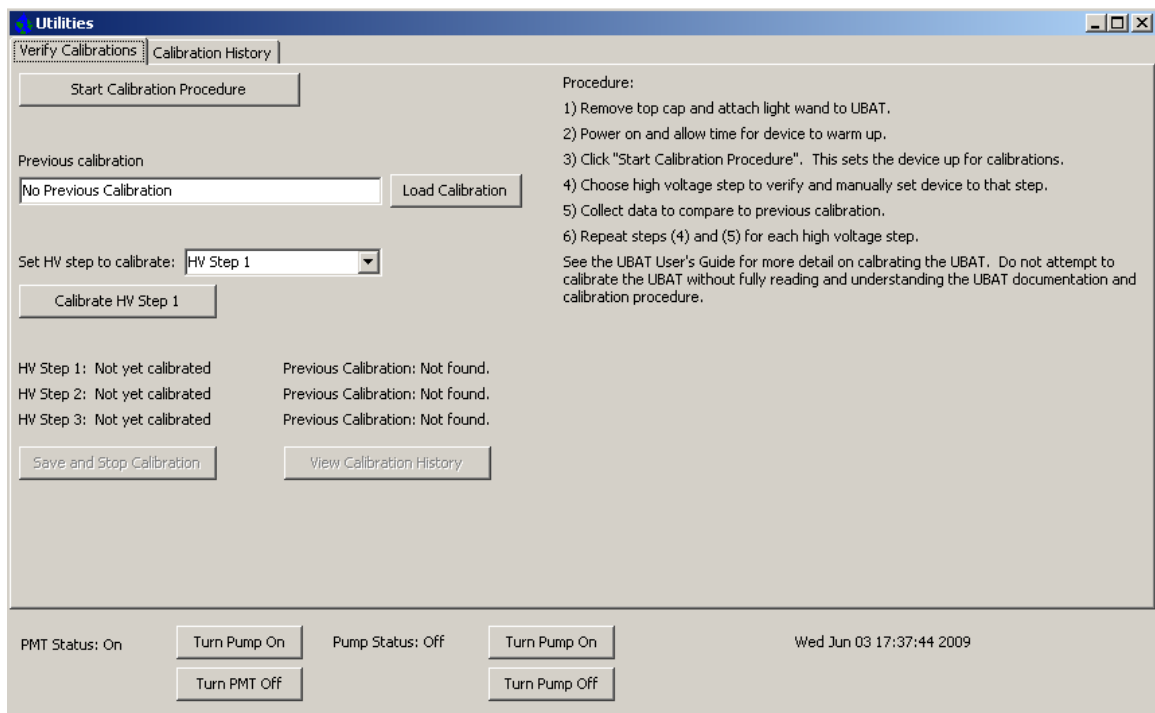 Utilities
Verify Calibrations
Calibration History
Start Calibration Procedure
Previous calibration
No Previous Calibration
Load Calibration
Set HV step to calibrate:
HV Step 1
Calibrate HV Step 1
HV Step 1: Not yet calibrated
Previous Calibration: Not found.
HV Step 2: Not yet calibrated
Previous Calibration: Not found.
HV Step 3: Not yet calibrated
Previous Calibration: Not found.
Save and Stop Calibration
View Calibration History
Procedure:
1) Remove top cap and attach light wand to UBAT.
2) Power on and allow time for device to warm up.
3) Click "Start Calibration Procedure". This sets the device up for calibrations.
4) Choose high voltage step to verify and manually set device to that step.
5) Collect data to compare to previous calibration.
6) Repeat steps (4) and (5) for each high voltage step.
See the UBAT User's Guide for more detail on calbrating the UBAT. Do not attempt to
calibrate the UBAT without fully reading and understanding the UBAT documentation and
calibration procedure.
PMT Status: On
Turn Pump On
Turn PMT Off
Pump Status: Off
Turn Pump On
Turn Pump Off
Wed Jun 03 17:37:44 2009